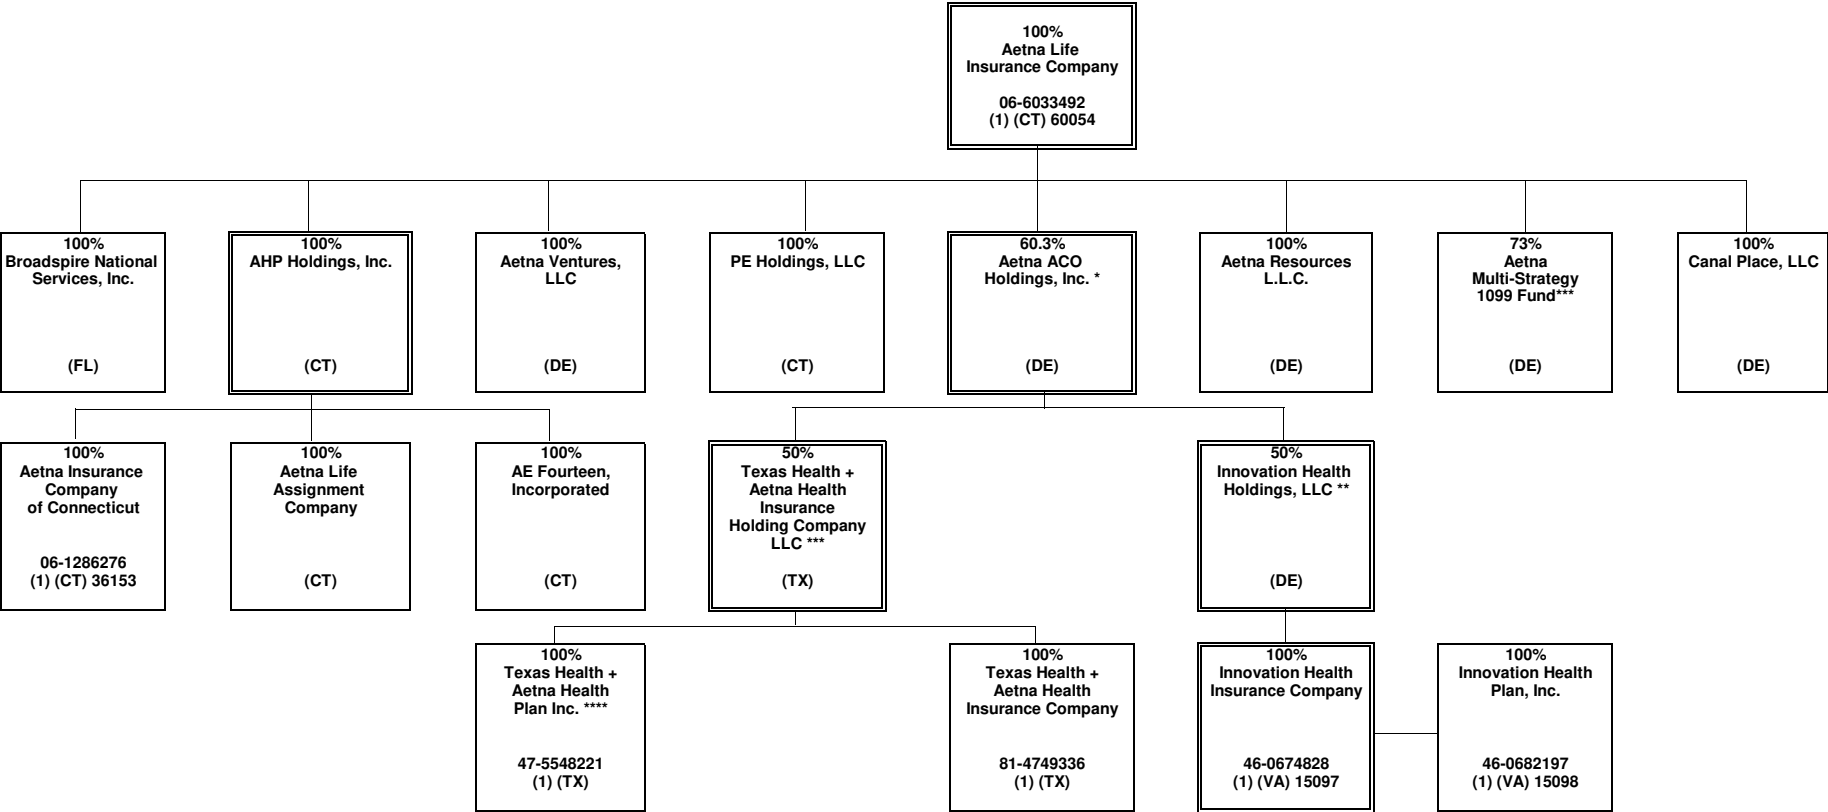 100%
Aetna Life
Insurance Company
06-6033492
(1) (CT) 60054
100%
Broadspire National
Services, Inc.
(FL)
100%
AHP Holdings, Inc.
(CT)
100%
Aetna Ventures,
LLC
(DE)
100%
PE Holdings, LLC
(CT)
60.3%
Aetna ACO
Holdings, Inc. *
(DE)
100%
Aetna Resources
L.L.C.
(DE)
73%
Aetna
Multi-Strategy
1099 Fund***
(DE)
100%
Canal Place, LLC
(DE)
100%
Aetna Insurance
Company
of Connecticut
06-1286276
(1) (CT) 36153
100%
Aetna Life
Assignment
Company
(CT)
100%
AE Fourteen,
Incorporated
(CT)
50%
Texas Health +
Aetna Health
Insurance
Holding Company
LLC ***
(TX)
50%
Innovation Health
Holdings, LLC **
(DE)
100%
Texas Health +
Aetna Health
Plan Inc. ****
47-5548221
(1) (TX)
100%
Texas Health +
Aetna Health
Insurance Company
81-4749336
(1) (TX)
100%
Innovation Health
Insurance Company
46-0674828
(1) (VA) 15097
100%
Innovation Health
Plan, Inc.
46-0682197
(1) (VA) 15098